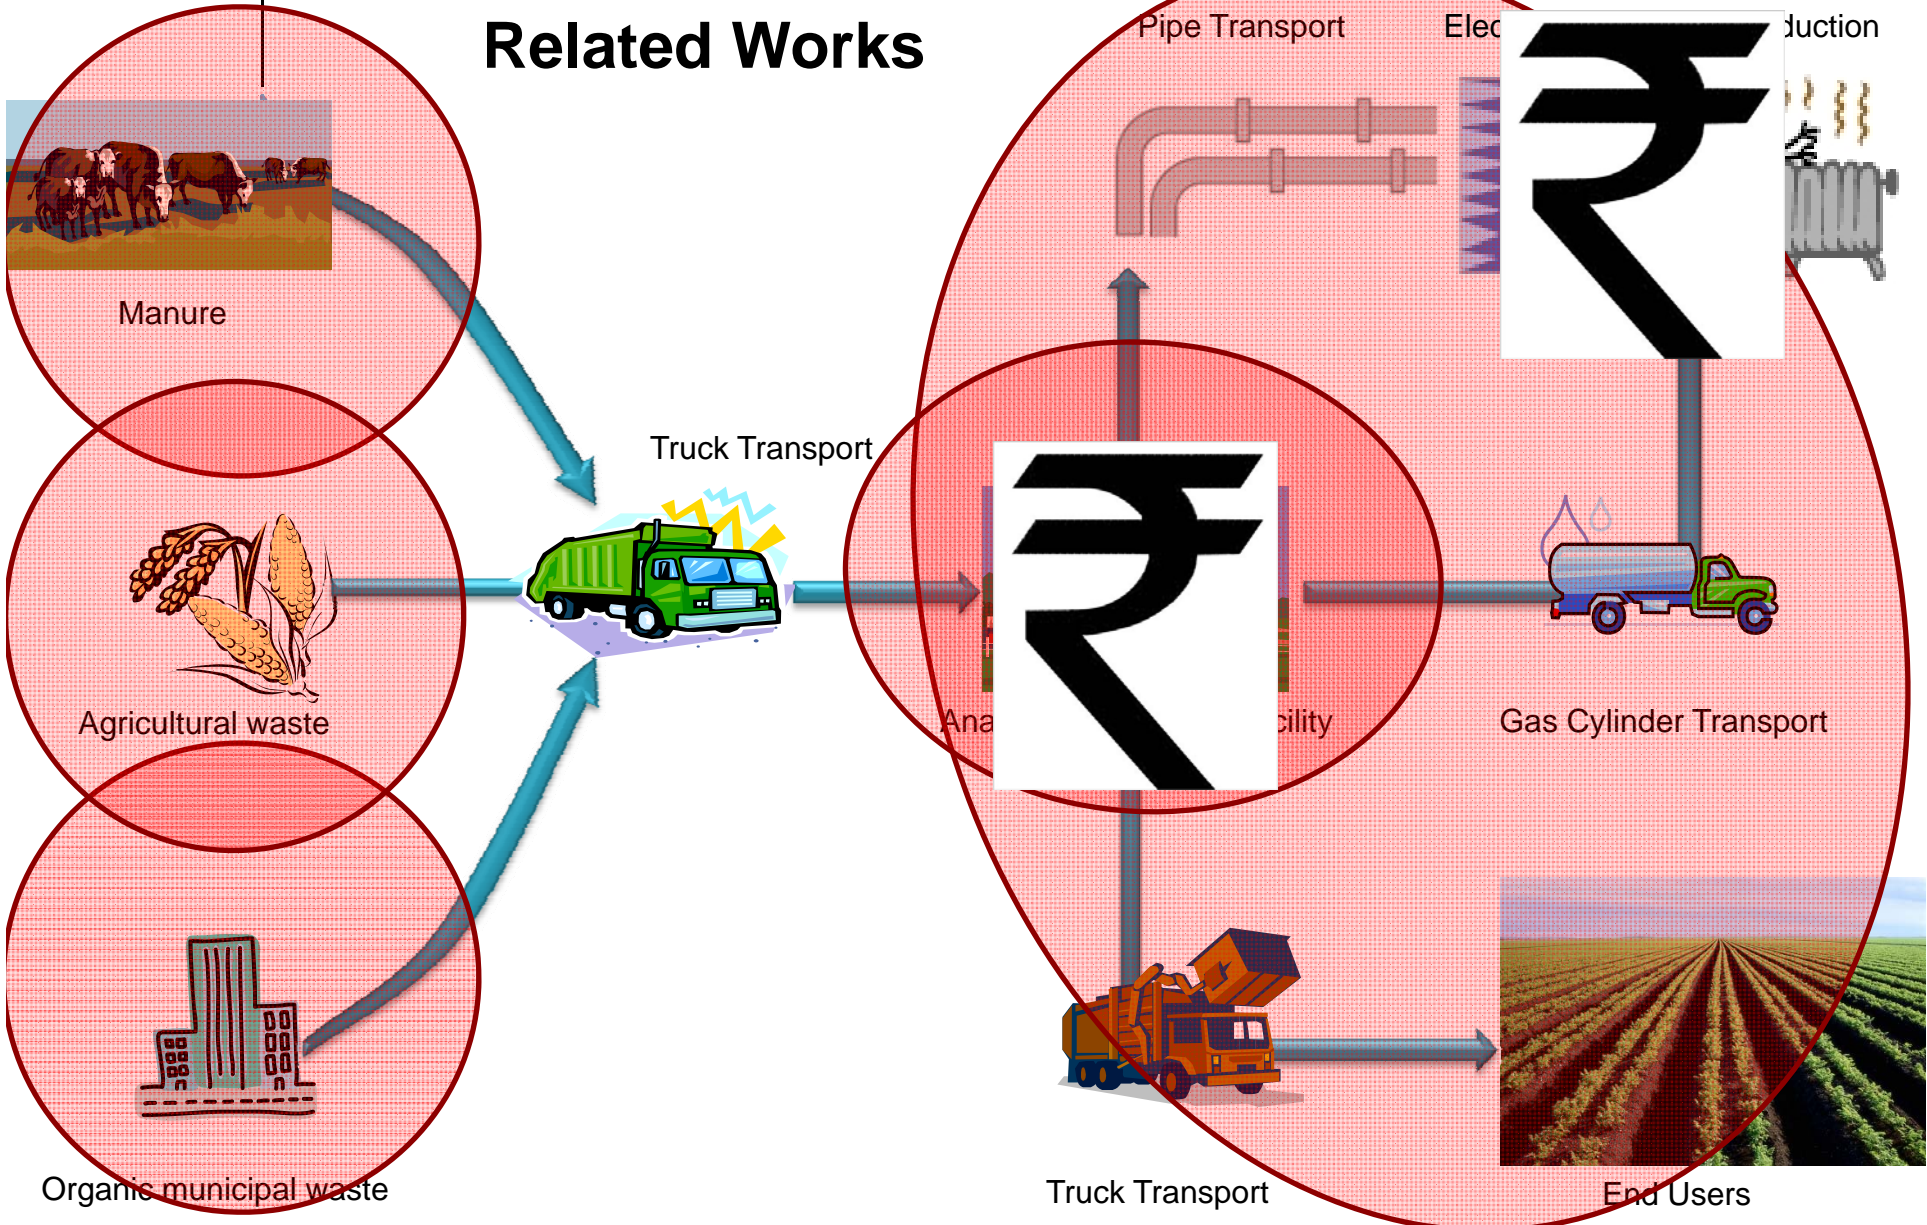 Related Works
Pipe Transport
Elec duction
Manure
Truck Transport
₹
₹
Agricultural waste
Ana cility
Gas Cylinder Transport
Organic municipal waste
Truck Transport
End Users